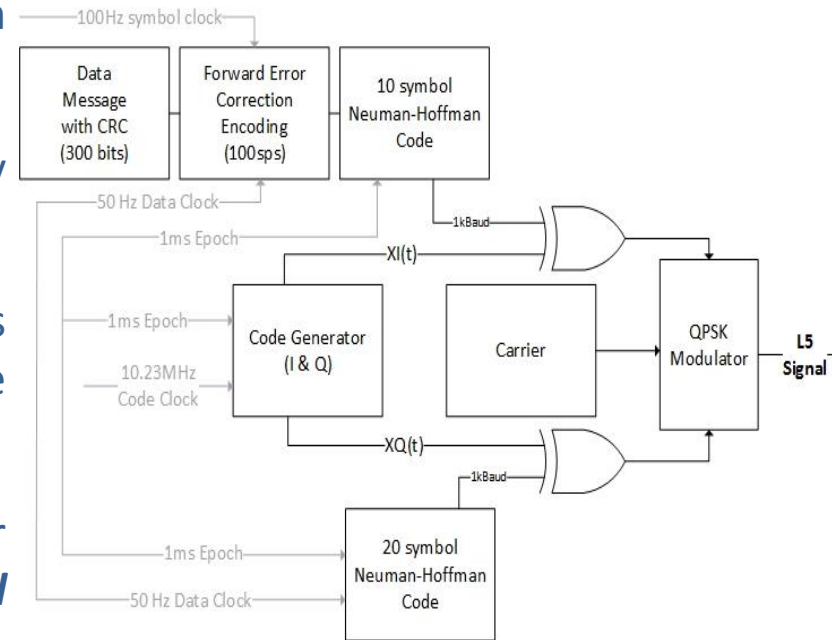 100Hz symbol clock
Data
Message
with CRC
(300 bits)
Forward Error
Correction
Encoding
(100sps)
10 symbol
Neuman-Hoffman
Code
50 Hz Data Clock
1ms Epoch
1kBaud
XI(t)
1ms Epoch
10.23MHz
Code Clock
Code Generator
(I & Q)
Carrier
QPSK
Modulator
L5
Signal
XQ(t)
1kBaud
1ms Epoch
50 Hz Data Clock
20 symbol
Neuman-Hoffman
Code